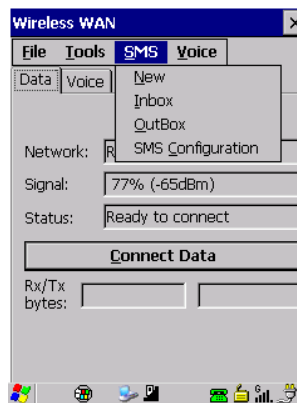 Wireless WAN
File Tools SMS Voice
Data Voice
New
Inbox
OutBox
SMS Configuration
Network: R
Signal: 77% (-65dBm)
Status: Ready to connect
Connect Data
Rx/Tx
bytes:
G